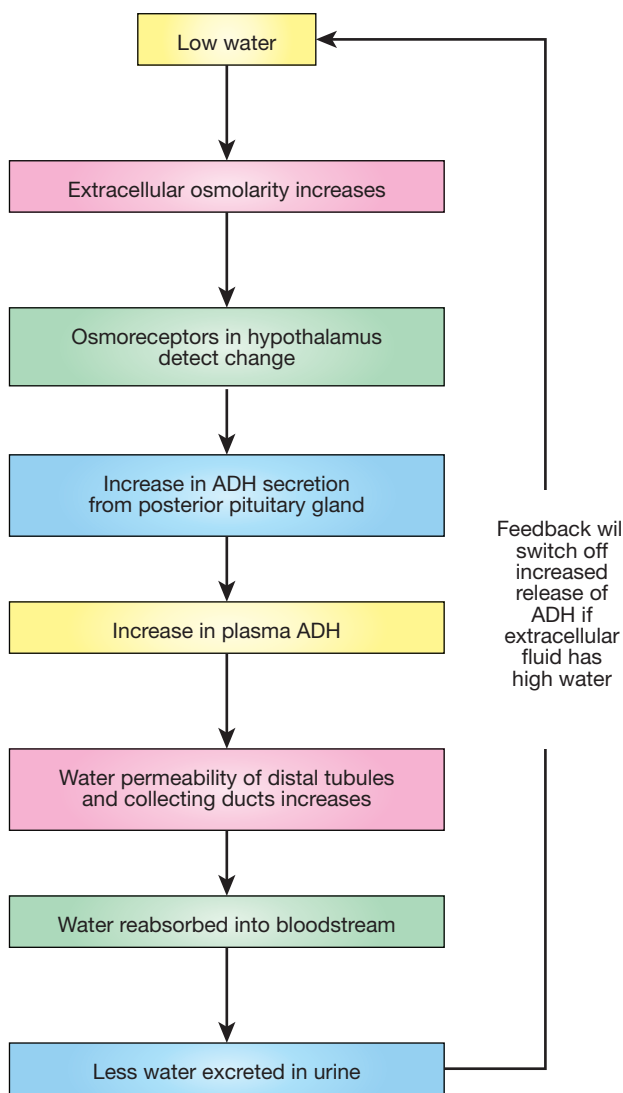 Low water
Extracellular osmolarity increases
Osmoreceptors in hypothalamus
detect change
Increase in ADH secretion
from posterior pituitary gland
Increase in plasma ADH
Water permeability of distal tubules
and collecting ducts increases
Water reabsorbed into bloodstream
Less water excreted in urine
Feedback wil
switch off
increased
release of
ADH if
extracellular
fluid has
high water